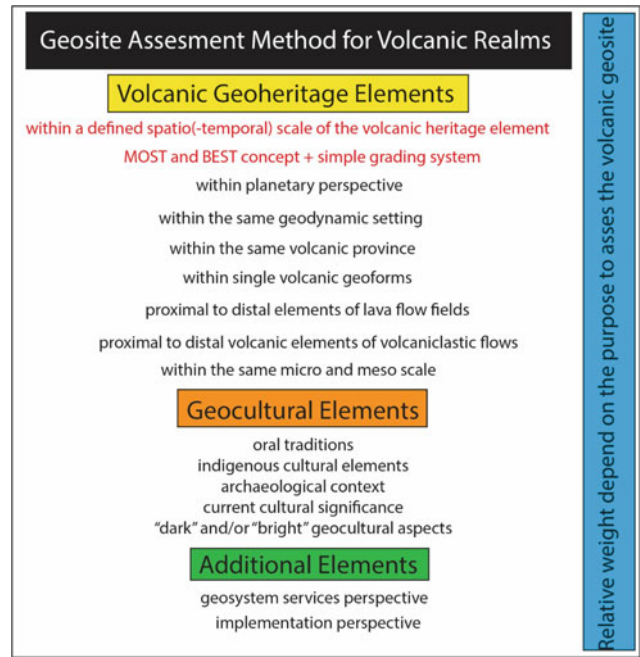 Geosite Assesment Method for Volcanic Realms
Volcanic Geoheritage Elements
within a defined spatio(-temporal) scale of the volcanic heritage element
MOST and BEST concept + simple grading system
within planetary perspective
within the same geodynamic setting
within the same volcanic province
within single volcanic geoforms
proximal to distal elements of lava flow fields
proximal to distal volcanic elements of volcaniclastic flows
within the same micro and meso scale
Geocultural Elements
oral traditions
indigenous cultural elements
archaeological context
current cultural significance
“dark” and/or “bright” geocultural aspects
Additional Elements
geosystem services perspective
implementation perspective
Relative weight depend on the purpose to asses the volcanic geosite